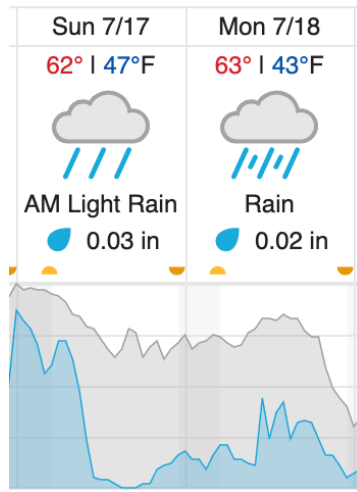 Sun 7/17
Mon 7/18
62° | 47°F
63° | 43°F
AM Light Rain
Rain
0.03 in
0.02 in